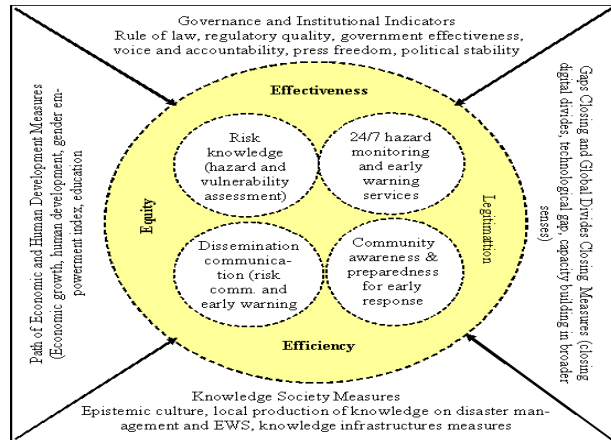 Governance and Institutional Indicators
Rule of law, regulatory quality, government effectiveness,
voice and accountability, press freedom, political stability
Effectiveness
Risk
knowledge
(hazard and
vulnerability
assessment)
24/7 hazard
monitoring
and early
warning
services
Equity
Legitimation
Dissemination
communica-
tion (risk
comm. and
early warning
Community
awareness &
preparedness
for early
response
Efficiency
Path of Economic and Human Development Measures
(Economic growth, human development, gender em-
powerment index, education
Gaps Closing and Global Divides Closing Measures (closing
digital divides, technological gap, capacity building in broader
senses)
Knowledge Society Measures
Epistemic culture, local production of knowledge on disaster man-
agement and EWS, knowledge infrastructures measures